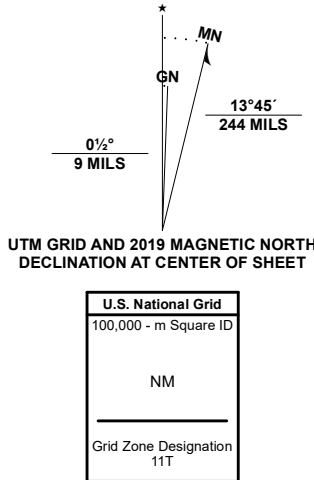 ★
MN
GN
13°45´
244 MILS
0½°
9 MILS
UTM GRID AND 2019 MAGNETIC NORTH
DECLINATION AT CENTER OF SHEET
U.S. National Grid
100,000 - m Square ID
NM
Grid Zone Designation
11T